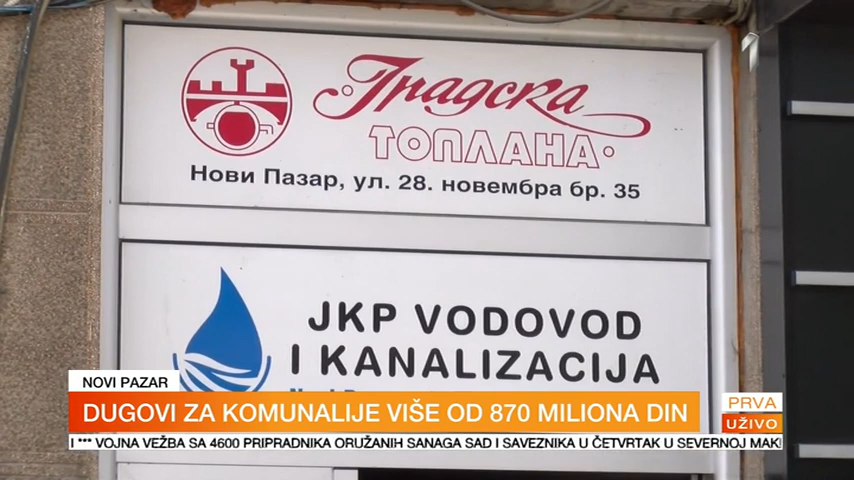 Градска
ТОПЛАНА
Нови Пазар, ул. 28. новембра бр. 35
JKP VODOVOD
I KANALIZACIJA
NOVI PAZAR
DUGOVI ZA KOMUNALIJE VIŠE OD 870 MILIONA DIN
PRVA
UŽIVO
I *** VOJNA VEŽBA SA 4600 PRIPRADNIKA ORUŽANIH SANAGA SAD I SAVEZNIKA U ČETVRTAK U SEVERNOJ MAK